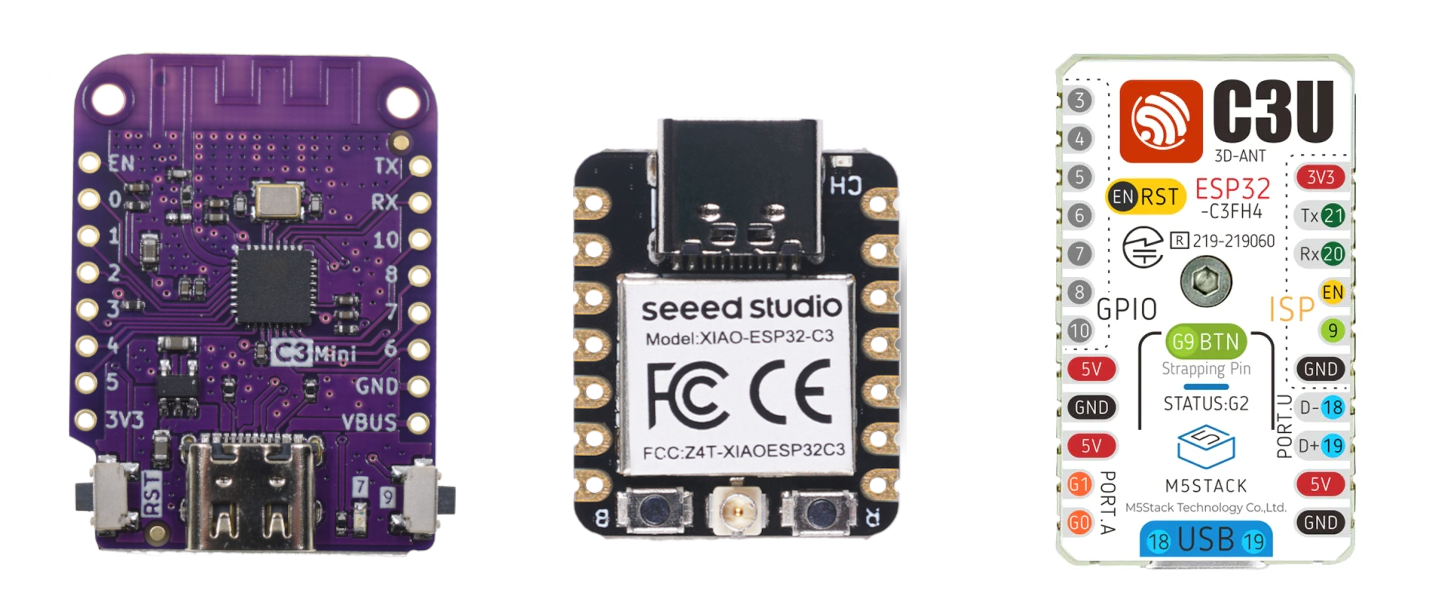 EN
0
1
2
3
4
5
3V3
TX
RX
10
8
7
6
GND
VBUS
C3 Mini
RST
7
9
CH
seeed studio
Model:XIAO-ESP32-C3
FC CE
FCC:Z4T-XIAOESP32C3
B
R
C3U
3D-ANT
EN RST
ESP32
-C3FH4
R 219-219060
3
4
5
6
7
8
10
GPIO
5V
GND
5V
G1
G0
PORT.A
3V3
Tx 21
Rx 20
EN
9
ISP
GND
D- 18
D+ 19
5V
GND
PORT.U
G9 BTN
Strapping Pin
STATUS:G2
5
M5STACK
M5Stack Technology Co.,Ltd.
18 USB 19